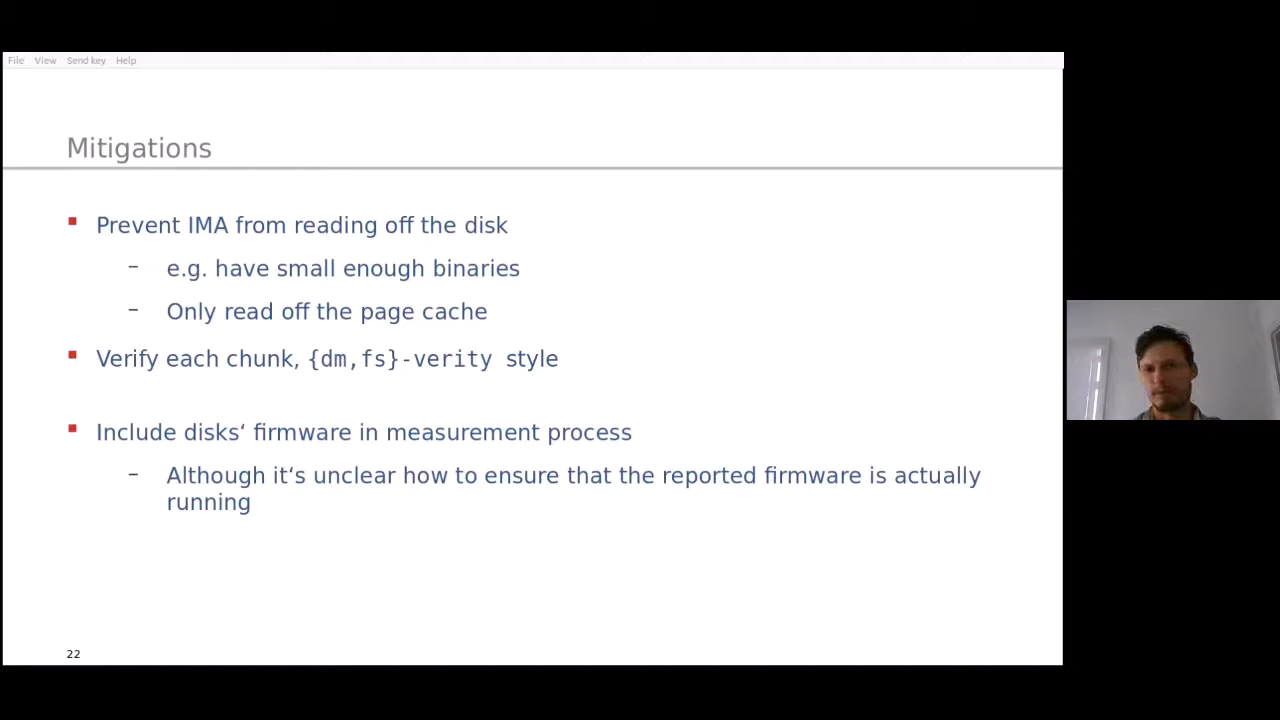 File View Send key Help
Mitigations
Prevent IMA from reading off the disk
– e.g. have small enough binaries
– Only read off the page cache
Verify each chunk, {dm,fs}-verity style
Include disks‘ firmware in measurement process
– Although it‘s unclear how to ensure that the reported firmware is actually
running
22